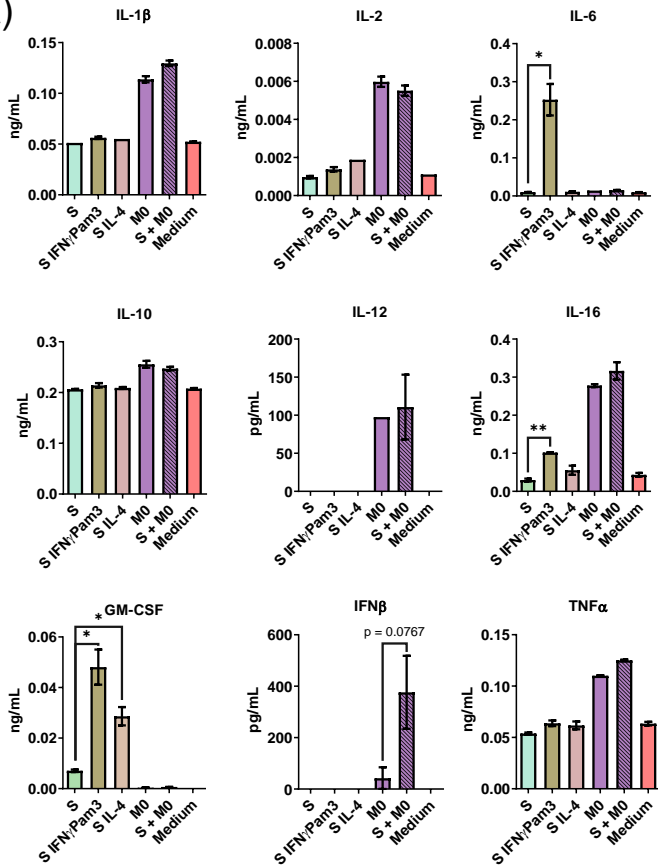 )
IL-1β
ng/mL
0.15
0.10
0.05
0.00
S
S IFNγ/Pam3
S IL-4
M0
S + M0
Medium
IL-2
ng/mL
0.008
0.006
0.004
0.002
0.000
S
S IFNγ/Pam3
S IL-4
M0
S + M0
Medium
IL-6
ng/mL
0.4
0.3
0.2
0.1
0.0
*
S
S IFNγ/Pam3
S IL-4
M0
S + M0
Medium
IL-10
ng/mL
0.3
0.2
0.1
0.0
S
S IFNγ/Pam3
S IL-4
M0
S + M0
Medium
IL-12
pg/mL
200
150
100
50
0
S
S IFNγ/Pam3
S IL-4
M0
S + M0
Medium
IL-16
ng/mL
0.4
0.3
0.2
0.1
0.0
**
S
S IFNγ/Pam3
S IL-4
M0
S + M0
Medium
GM-CSF
ng/mL
0.06
0.04
0.02
0.00
*
*
S
S IFNγ/Pam3
S IL-4
M0
S + M0
Medium
IFNβ
pg/mL
600
400
200
0
p = 0.0767
S
S IFNγ/Pam3
S IL-4
M0
S + M0
Medium
TNFα
ng/mL
0.15
0.10
0.05
0.00
S
S IFNγ/Pam3
S IL-4
M0
S + M0
Medium